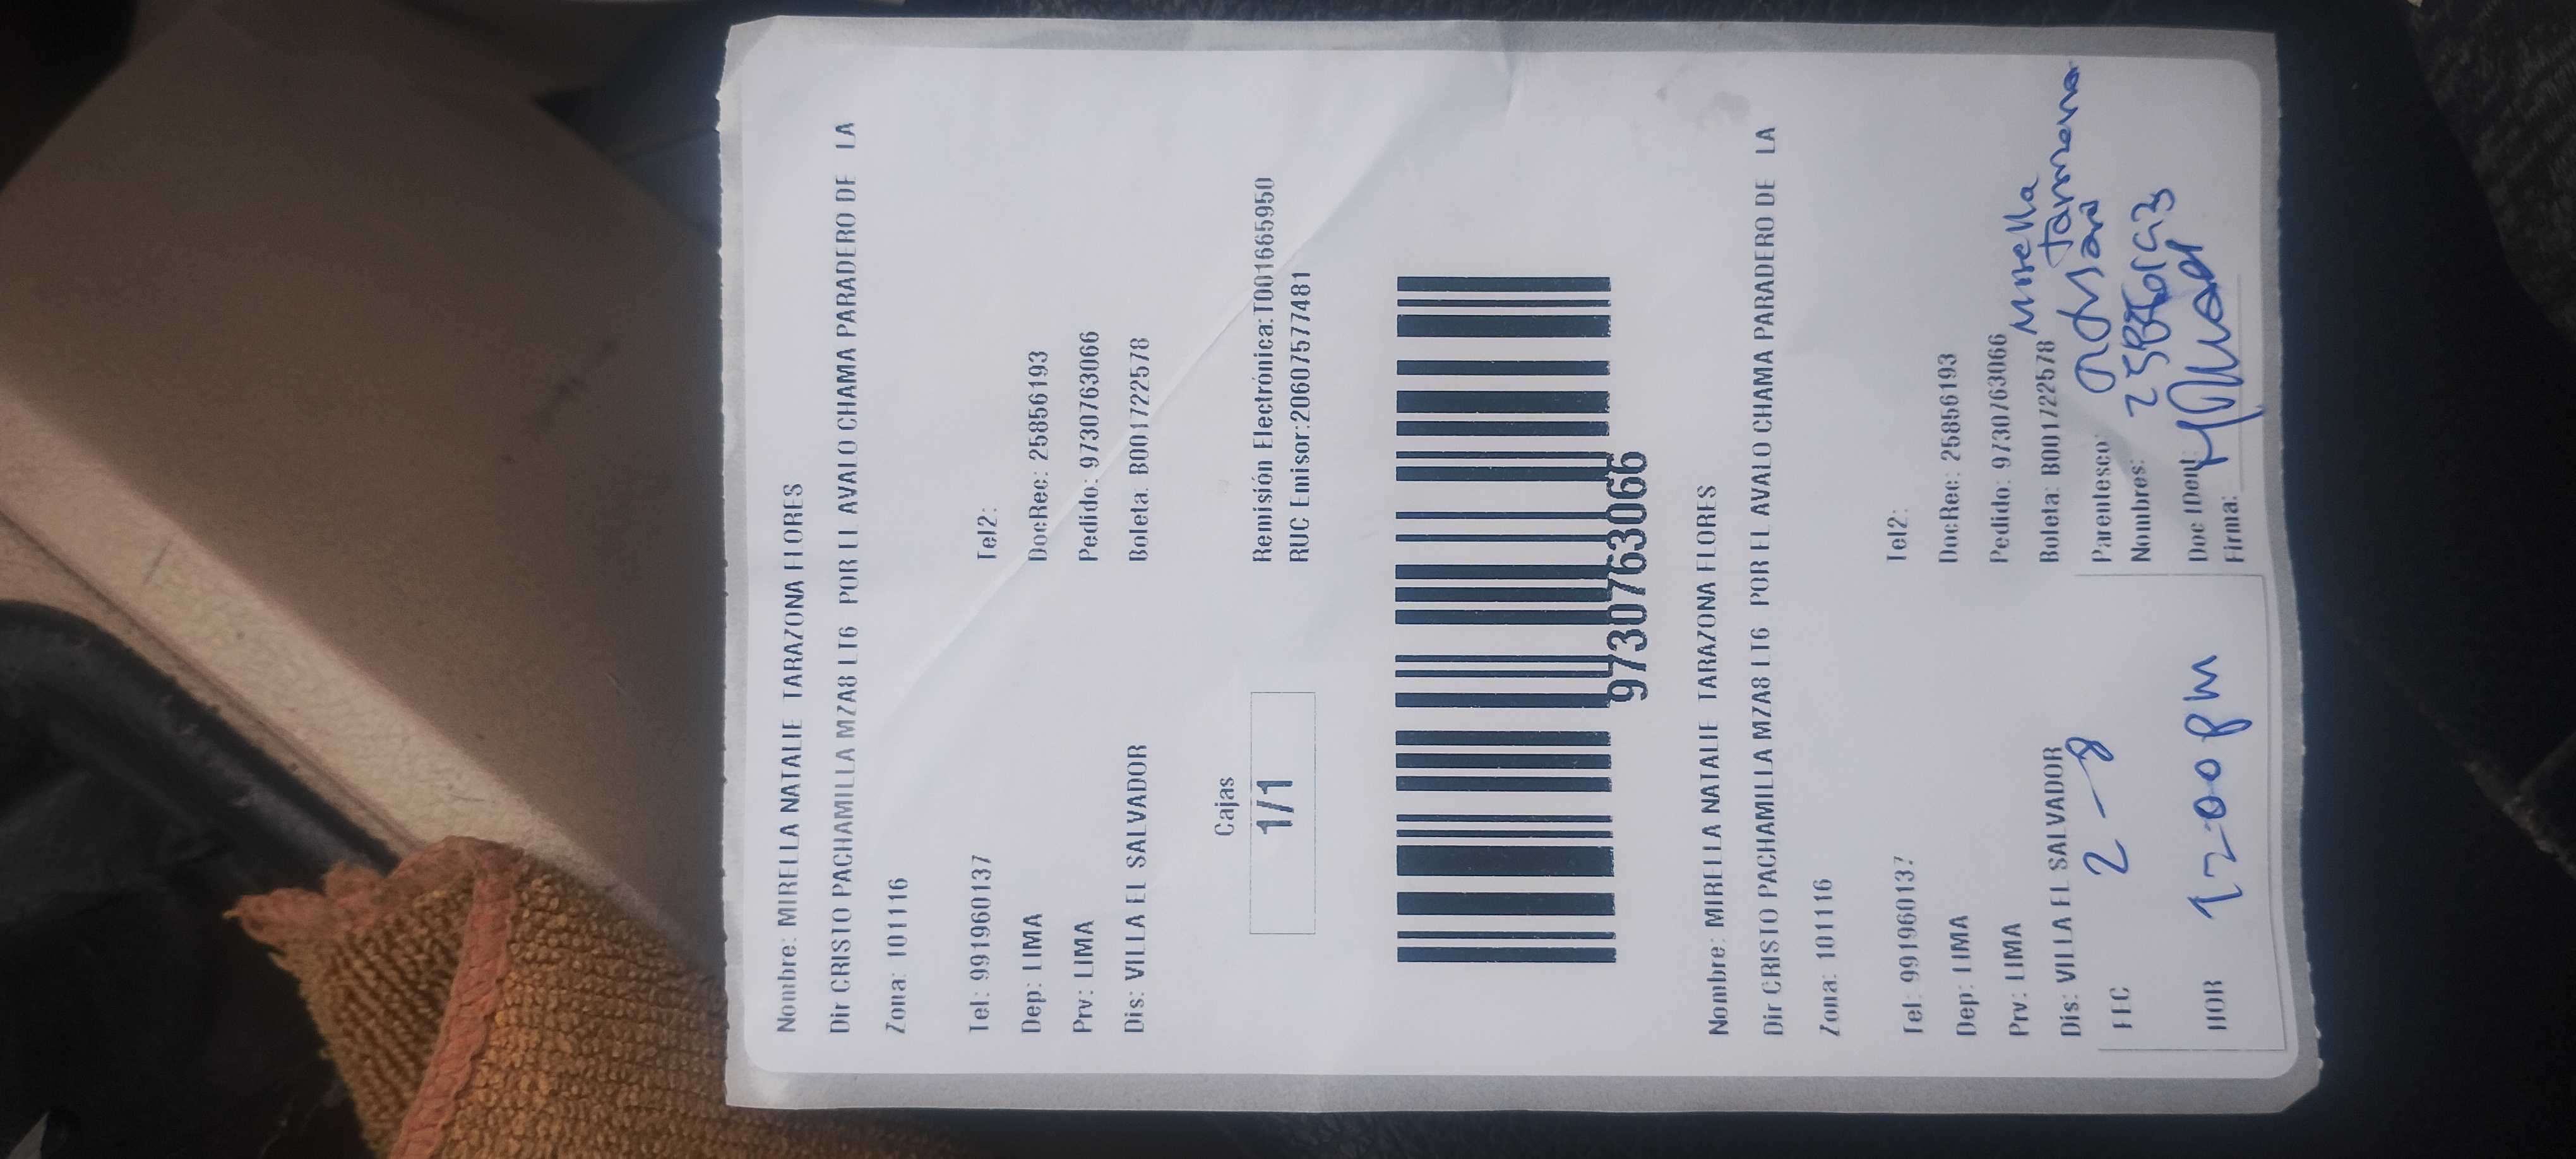 Nombre: MIRELLA NATALIE TARAZONA FLORES
Dir CRISTO PACHAMILLA MZA8 LT6 POR EL AVALO CHAMA PARADERO DE LA
Zona: 101116
Tel: 991960137 Tel2:
Dep: LIMA DocRec: 25856193
Prv: LIMA Pedido: 9730763066
Dis: VILLA EL SALVADOR Boleta: B001722578
Cajas
1/1
Remisión Electrónica:T001665950
RUC Emisor:20607577481
9730763066
Nombre: MIRELLA NATALIE TARAZONA FLORES
Dir CRISTO PACHAMILLA MZA8 LT6 POR EL AVALO CHAMA PARADERO DE LA
Zona: 101116
Tel: 991960137 Tel2:
Dep: LIMA DocRec: 25856193
Prv: LIMA Pedido: 9730763066
Dis: VILLA EL SALVADOR Boleta: B001722578
Mirella
FEC 2-8
Parentesco:
Nombres:
HOR 12:00 pm
Doc IDent:
Firma: